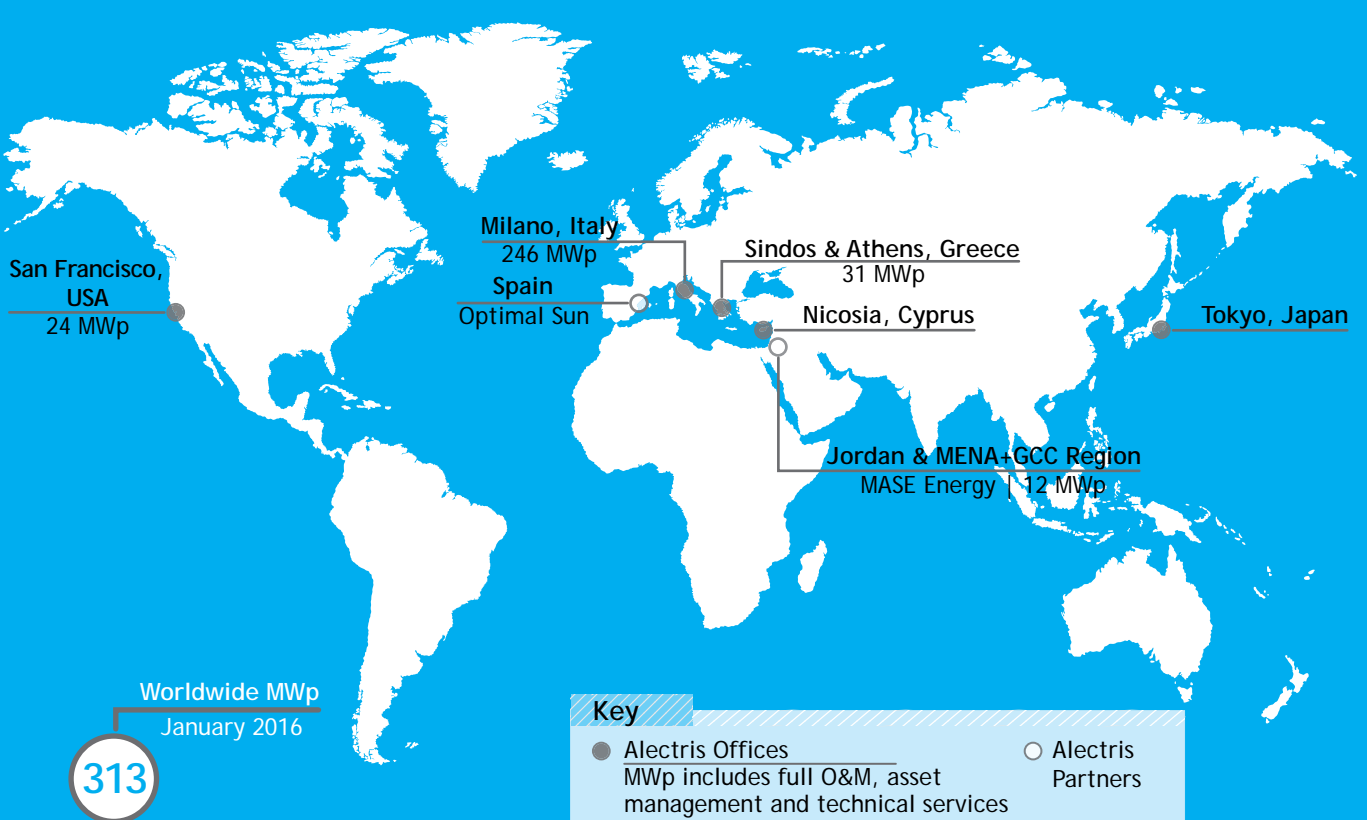 Milano, Italy
246 MWp
Sindos & Athens, Greece
31 MWp
San Francisco,
USA
24 MWp
Spain
Optimal Sun
Nicosia, Cyprus
Tokyo, Japan
Jordan & MENA+GCC Region
MASE Energy | 12 MWp
Worldwide MWp
January 2016
313
Key
Alectris Offices
MWp includes full O&M, asset
management and technical services
Alectris
Partners